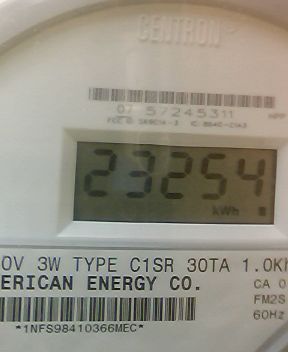 CENTRON
07 57245311
23254
kWh
0V 3W TYPE C1SR 30TA 1.0K
ERICAN ENERGY CO.
CA 0
FM2S
60Hz
*1NFS98410366MEC*